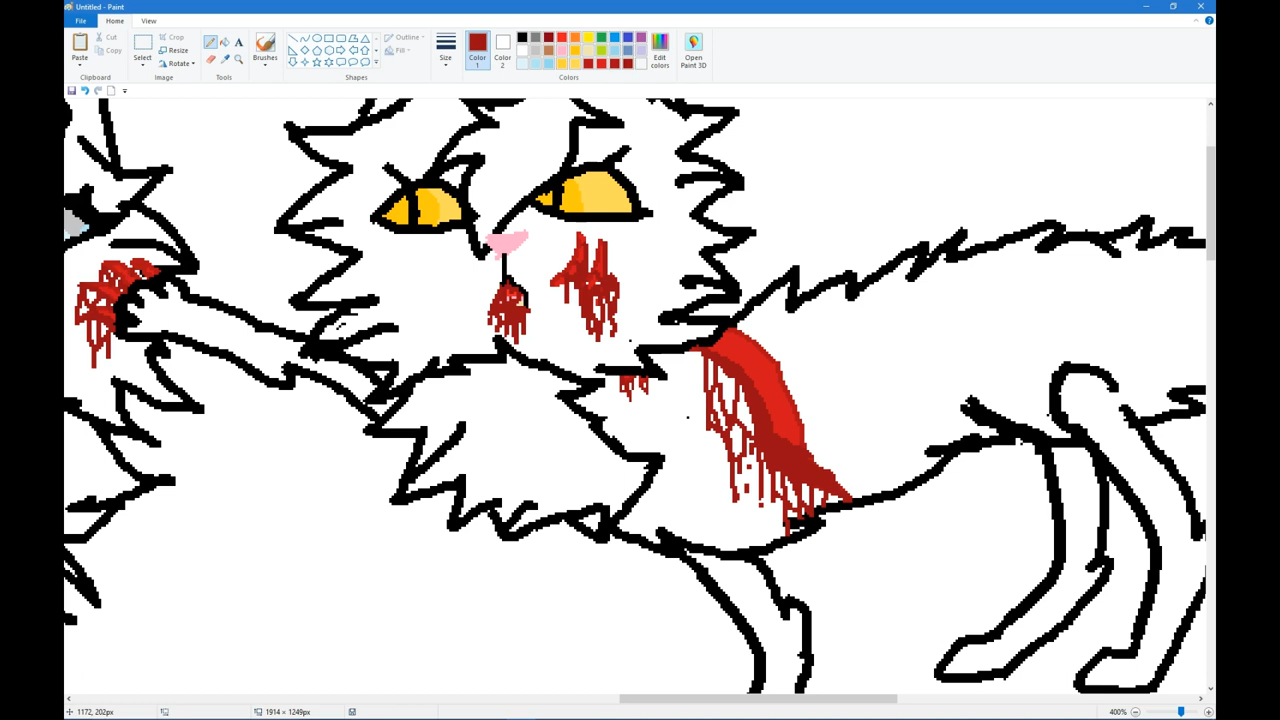 Untitled - Paint
File Home View
Paste
Cut
Copy
Clipboard
Select
Crop
Resize
Rotate
Image
A
Tools
Brushes
Outline
Fill
Shapes
Size
Color 1
Color 2
Edit colors
Colors
Open Paint 3D
1172, 202px
1914 × 1249px
400%